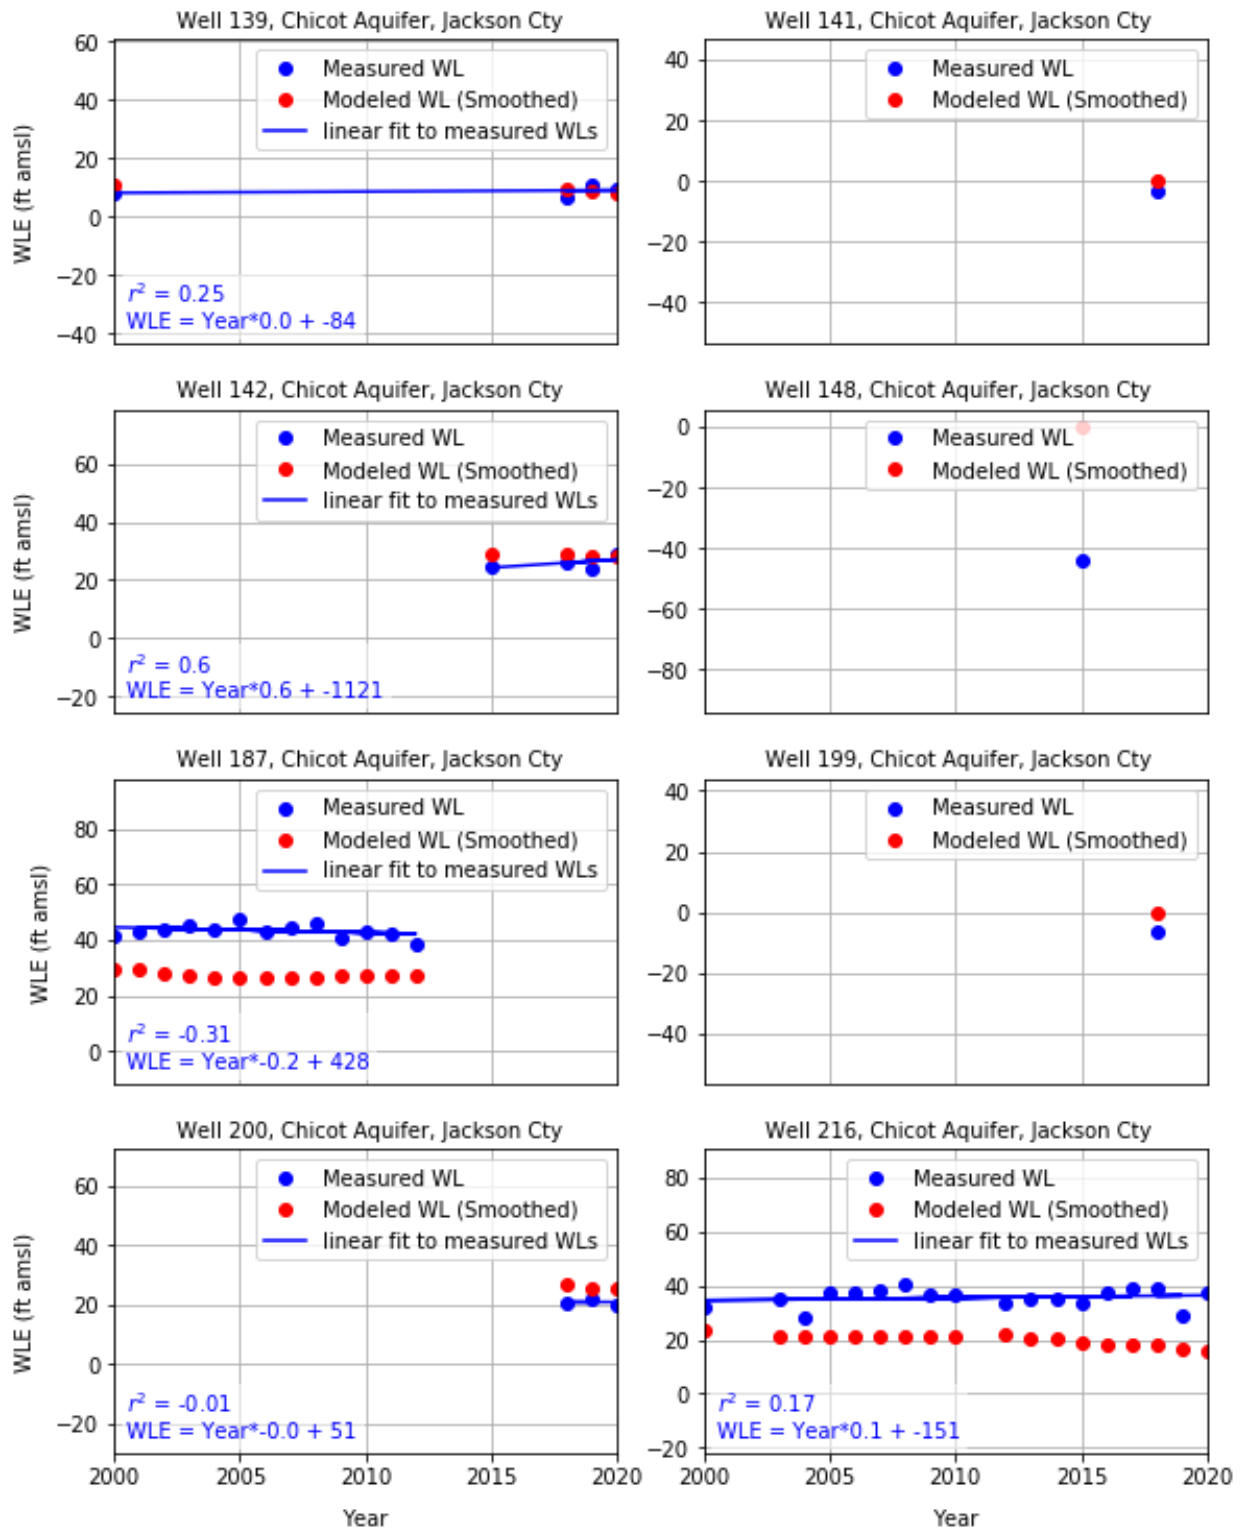 Well 139, Chicot Aquifer, Jackson Cty
60
40
20
0
−20
−40
WLE (ft amsl)
Measured WL
Modeled WL (Smoothed)
linear fit to measured WLs
r² = 0.25
WLE = Year*0.0 + -84
Well 141, Chicot Aquifer, Jackson Cty
40
20
0
−20
−40
Measured WL
Modeled WL (Smoothed)
Well 142, Chicot Aquifer, Jackson Cty
60
40
20
0
−20
WLE (ft amsl)
Measured WL
Modeled WL (Smoothed)
linear fit to measured WLs
r² = 0.6
WLE = Year*0.6 + -1121
Well 148, Chicot Aquifer, Jackson Cty
0
−20
−40
−60
−80
Measured WL
Modeled WL (Smoothed)
Well 187, Chicot Aquifer, Jackson Cty
80
60
40
20
0
WLE (ft amsl)
Measured WL
Modeled WL (Smoothed)
linear fit to measured WLs
r² = -0.31
WLE = Year*-0.2 + 428
Well 199, Chicot Aquifer, Jackson Cty
40
20
0
−20
−40
Measured WL
Modeled WL (Smoothed)
Well 200, Chicot Aquifer, Jackson Cty
60
40
20
0
−20
WLE (ft amsl)
Measured WL
Modeled WL (Smoothed)
linear fit to measured WLs
r² = -0.01
WLE = Year*-0.0 + 51
2000 2005 2010 2015 2020
Year
Well 216, Chicot Aquifer, Jackson Cty
80
60
40
20
0
−20
Measured WL
Modeled WL (Smoothed)
linear fit to measured WLs
r² = 0.17
WLE = Year*0.1 + -151
2000 2005 2010 2015 2020
Year